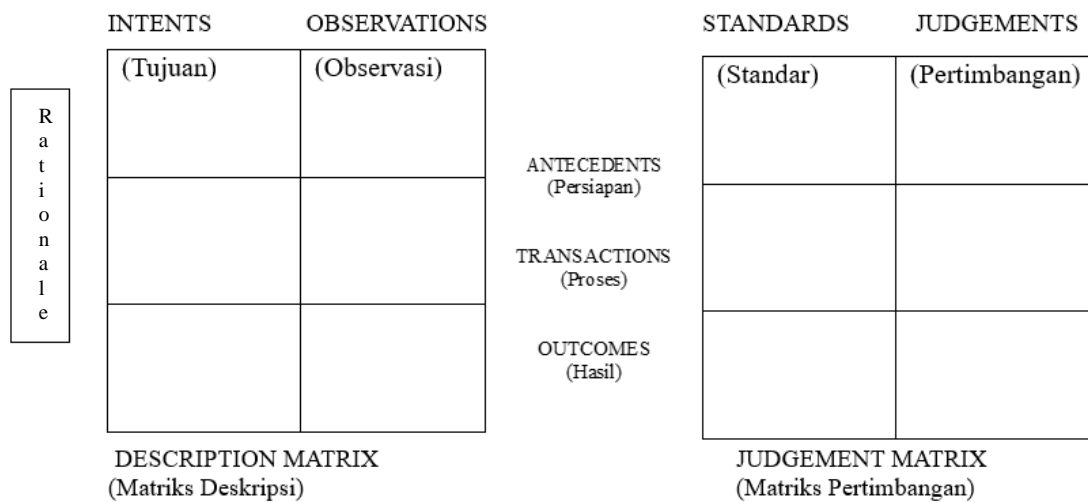 INTENTS OBSERVATIONS STANDARDS JUDGEMENTS
(Tujuan) (Observasi) (Standar) (Pertimbangan)
Rationale
ANTECEDENTS
(Persiapan)
TRANSACTIONS
(Proses)
OUTCOMES
(Hasil)
DESCRIPTION MATRIX
(Matriks Deskripsi)
JUDGEMENT MATRIX
(Matriks Pertimbangan)